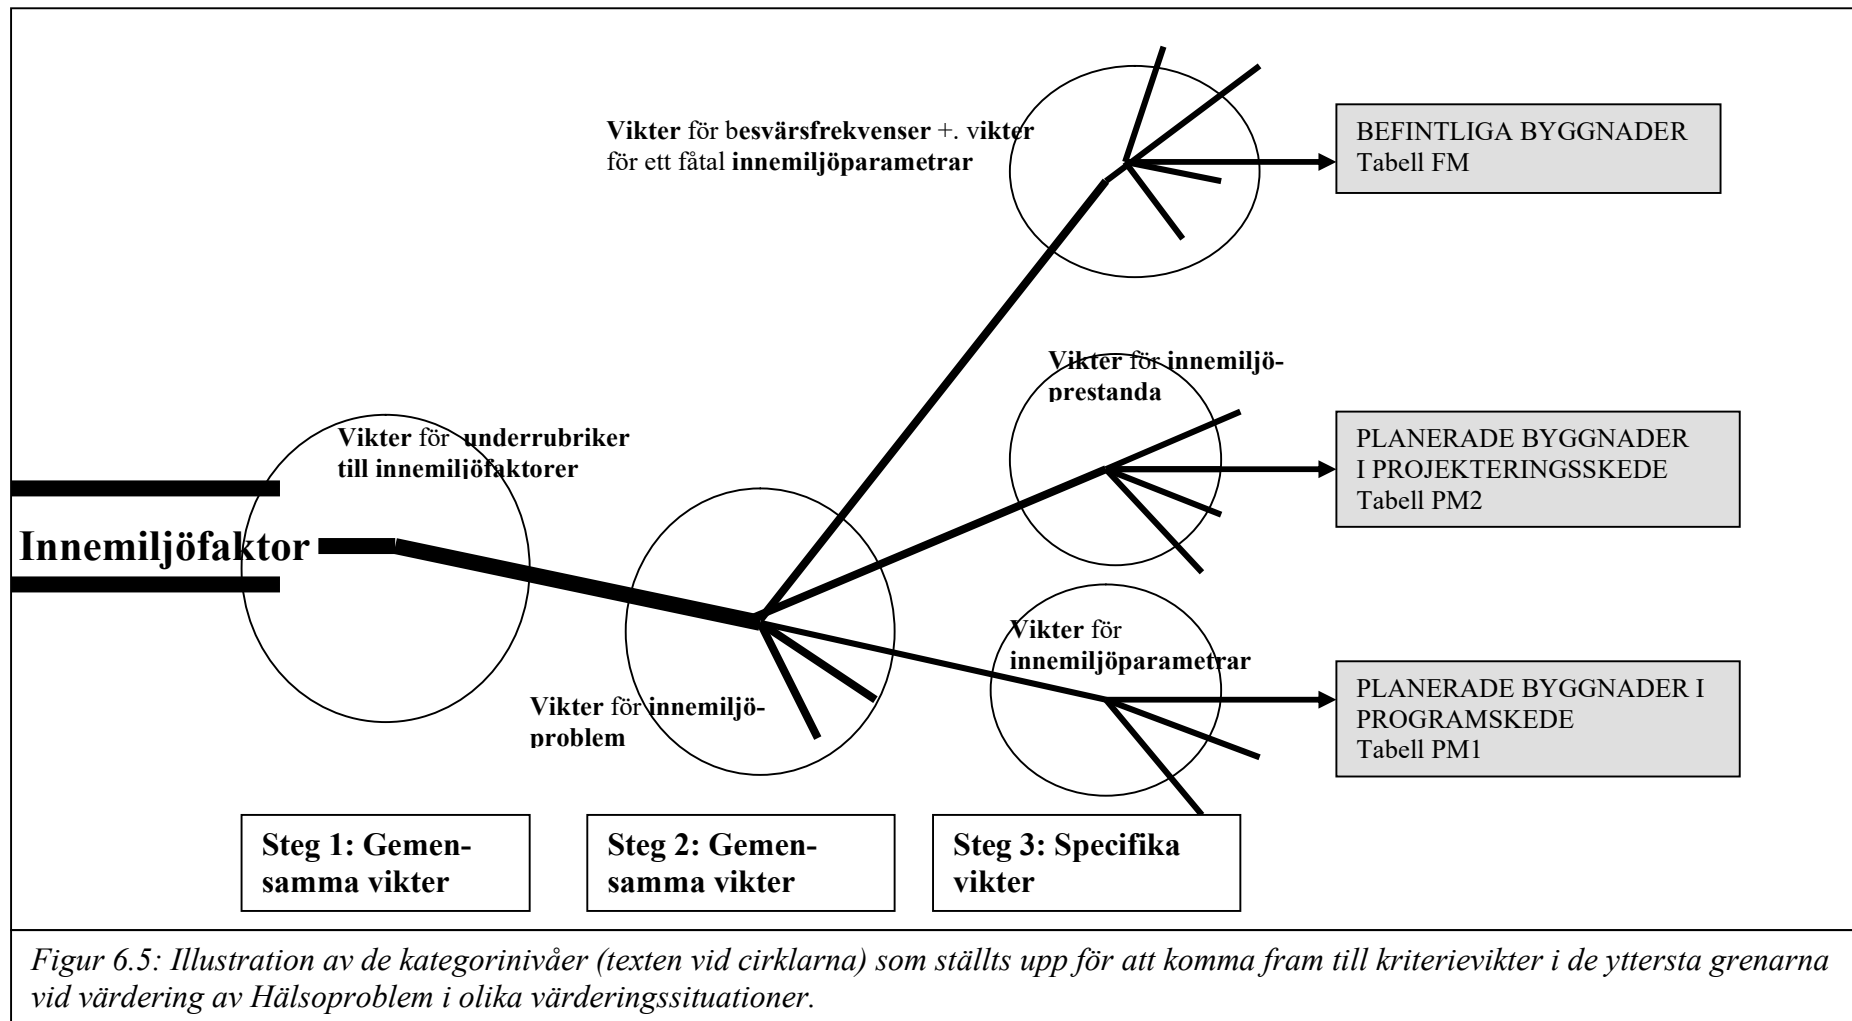 Vikter för besvärsfrekvenser +. vikter
för ett fåtal innemiljöparametrar
BEFINTLIGA BYGGNADER
Tabell FM
Vikter för innemiljö-
prestanda
Vikter för underrubriker
till innemiljöfaktorer
PLANERADE BYGGNADER
I PROJEKTERINGSSKEDE
Tabell PM2
Innemiljöfaktor
Vikter för
innemiljöparametrar
Vikter för innemiljö-
problem
PLANERADE BYGGNADER I
PROGRAMSKEDE
Tabell PM1
Steg 1: Gemen-
samma vikter
Steg 2: Gemen-
samma vikter
Steg 3: Specifika
vikter
Figur 6.5: Illustration av de kategorinivåer (texten vid cirklarna) som ställts upp för att komma fram till kriterievikter i de yttersta grenarna
vid värdering av Hälsoproblem i olika värderingssituationer.